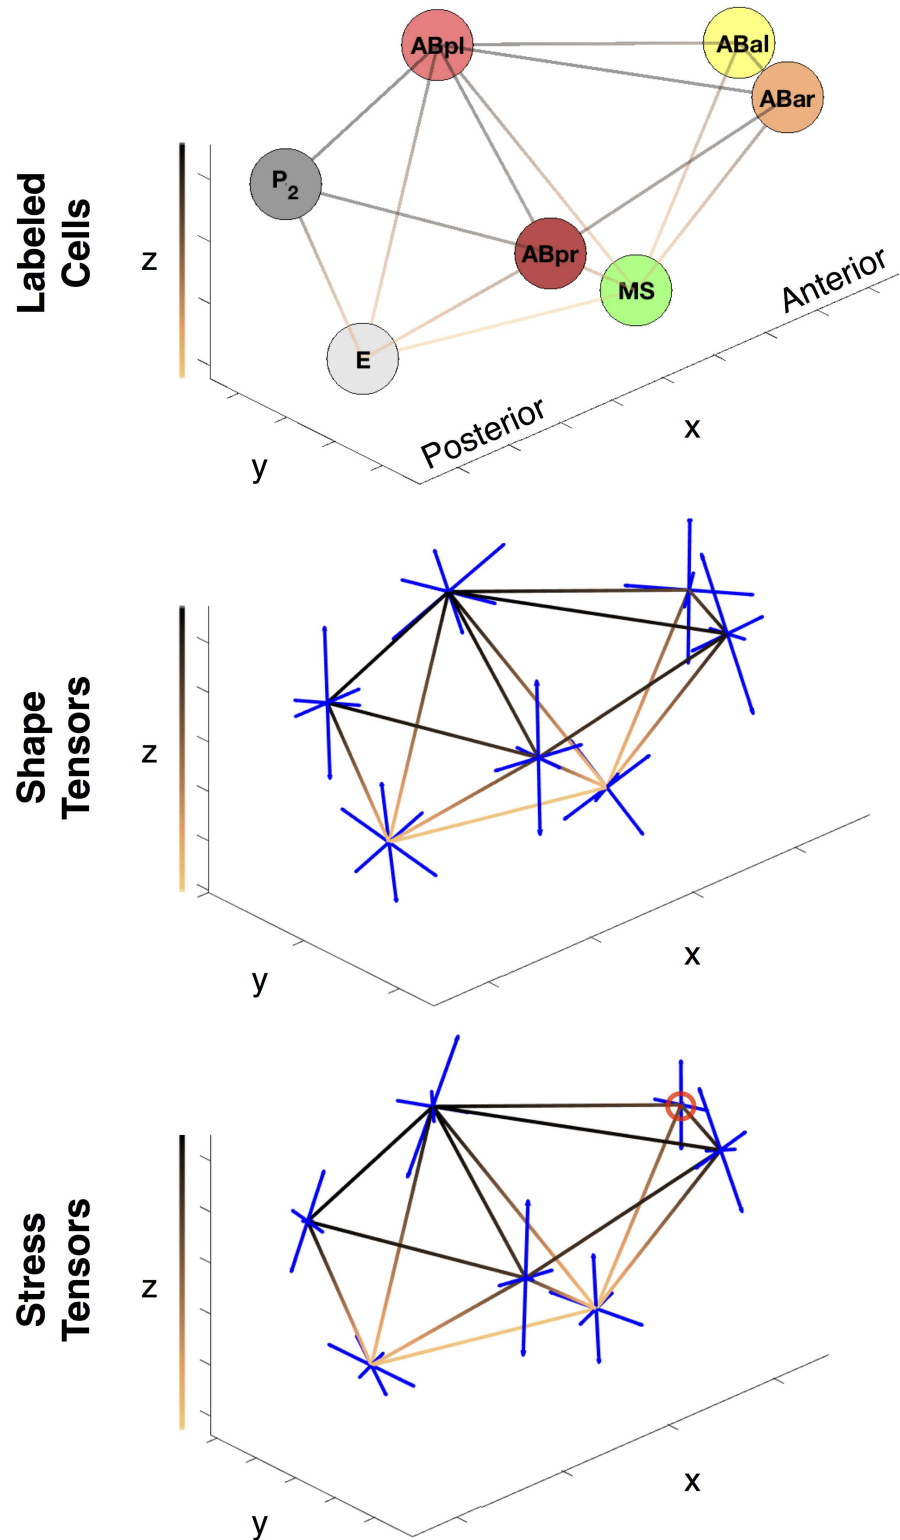 ABpl
ABal
ABar
P2
ABpr
MS
E
Labeled
Cells
z
Anterior
Posterior
x
y
Shape
Tensors
z
x
y
Stress
Tensors
z
x
y